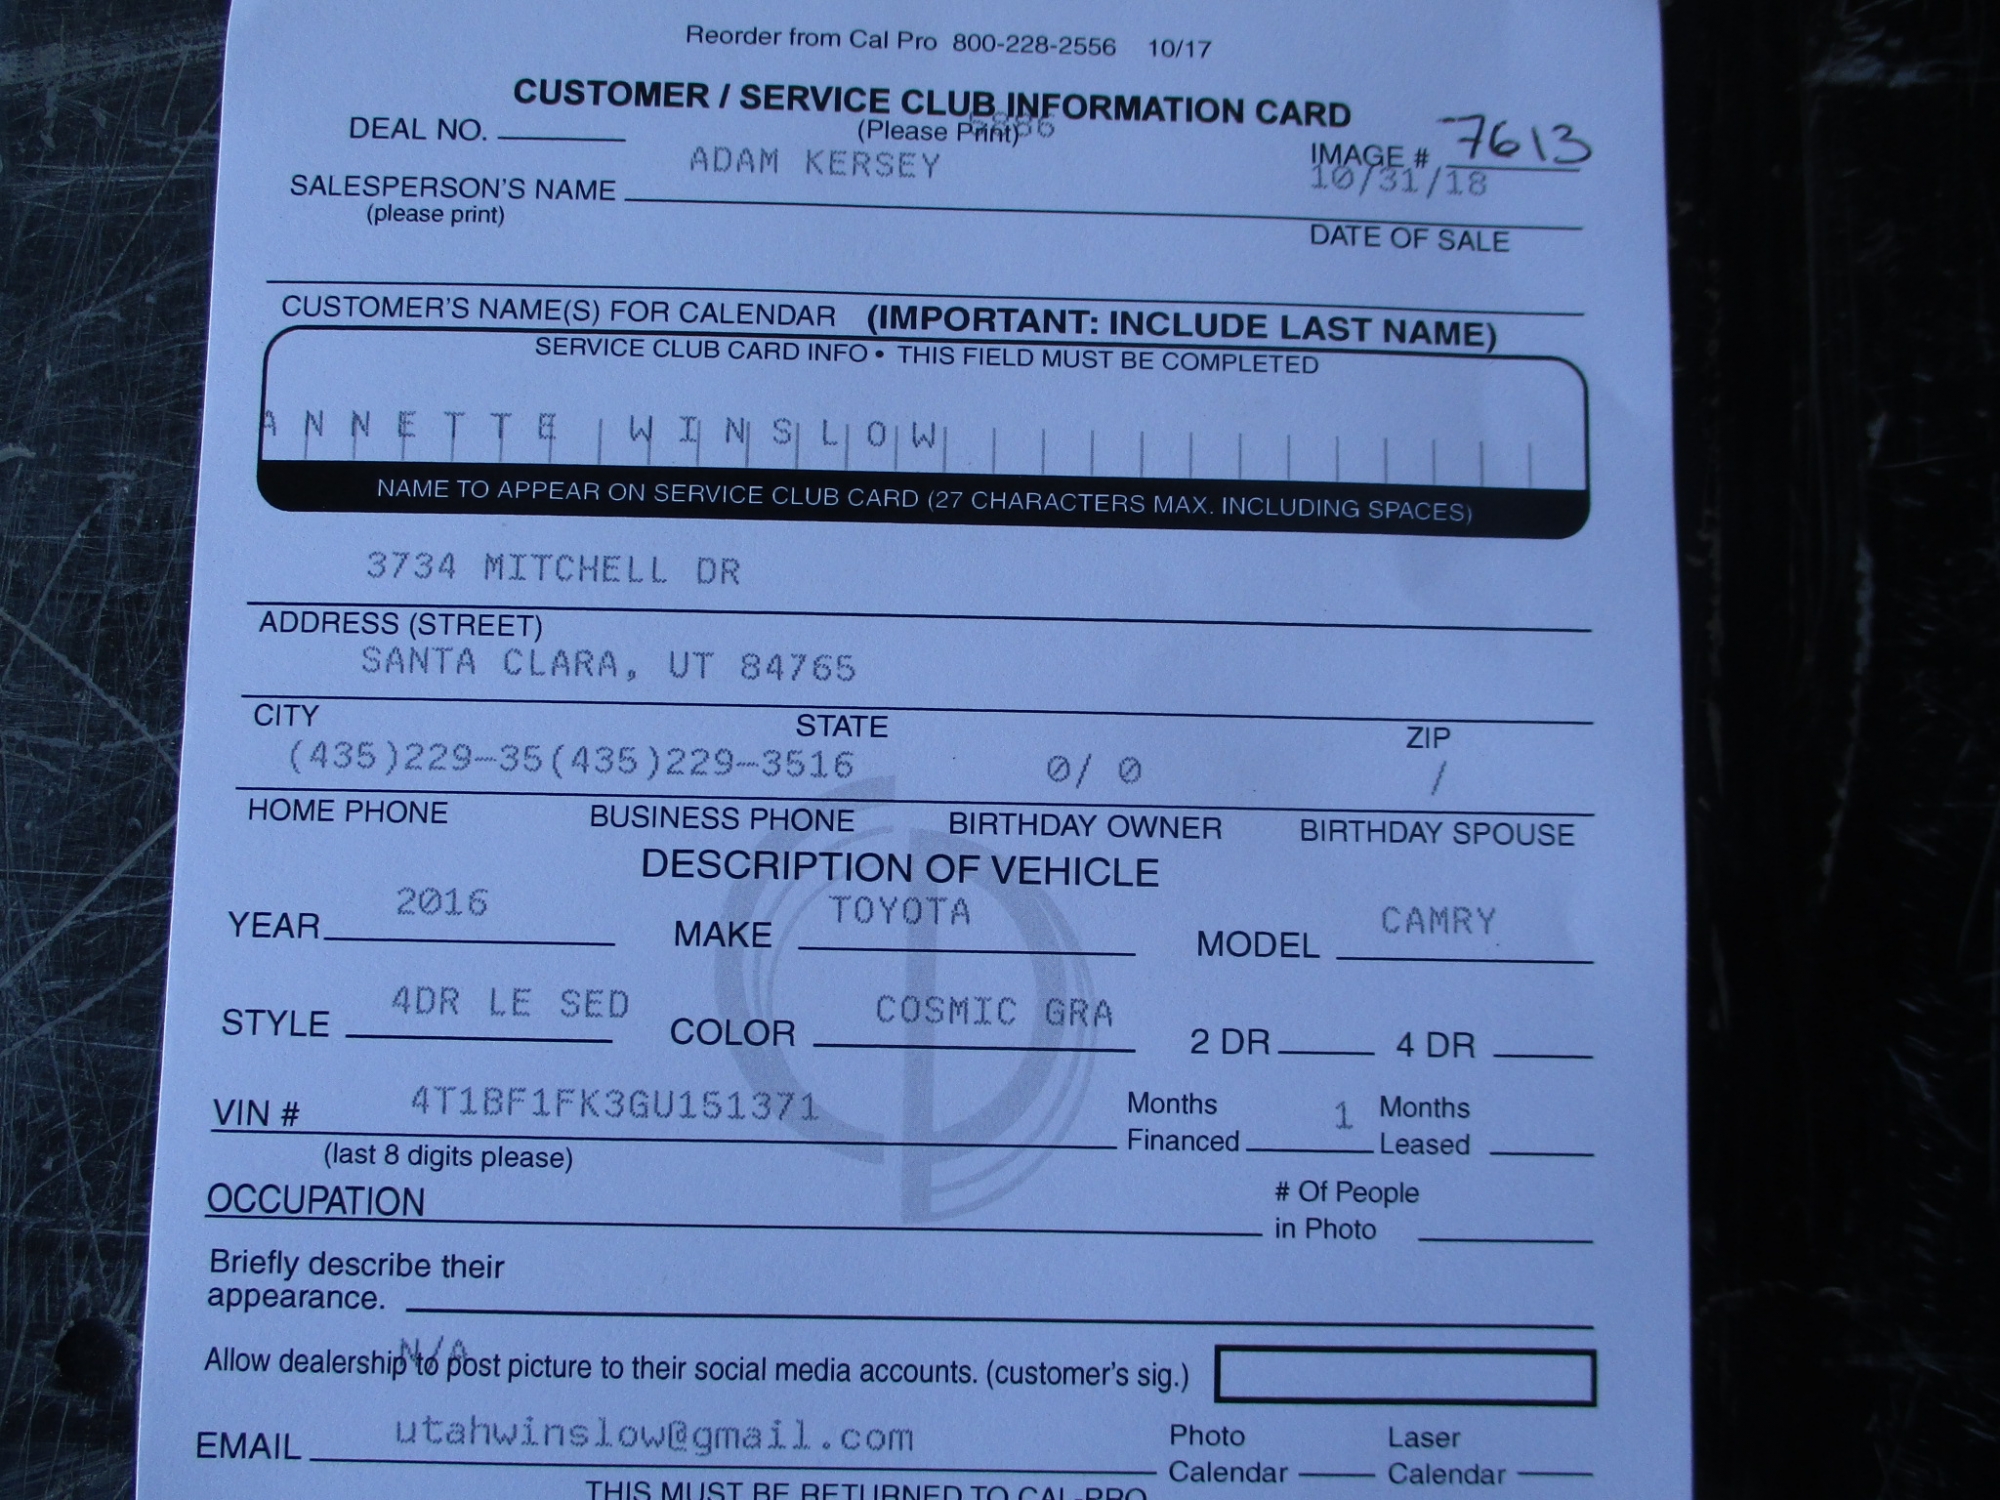 Reorder from Cal Pro 800-228-2556 10/17
CUSTOMER / SERVICE CLUB INFORMATION CARD
DEAL NO. (Please Print)
IMAGE # 7613
ADAM KERSEY 10/31/18
SALESPERSON'S NAME
(please print) DATE OF SALE
CUSTOMER'S NAME(S) FOR CALENDAR (IMPORTANT: INCLUDE LAST NAME)
SERVICE CLUB CARD INFO • THIS FIELD MUST BE COMPLETED
ANNETTE WINSLOW
NAME TO APPEAR ON SERVICE CLUB CARD (27 CHARACTERS MAX. INCLUDING SPACES)
3734 MITCHELL DR
ADDRESS (STREET)
SANTA CLARA, UT 84765
CITY STATE ZIP
(435)229-35(435)229-3516 0/ 0 /
HOME PHONE BUSINESS PHONE BIRTHDAY OWNER BIRTHDAY SPOUSE
DESCRIPTION OF VEHICLE
YEAR 2016 MAKE TOYOTA MODEL CAMRY
STYLE 4DR LE SED COLOR COSMIC GRA 2 DR 4 DR
VIN # 4T1BF1FK3GU151371 Months Financed 1 Months Leased
(last 8 digits please)
OCCUPATION # Of People in Photo
Briefly describe their
appearance.
N/A
Allow dealership to post picture to their social media accounts. (customer's sig.)
EMAIL utahwinslow@gmail.com Photo Calendar Laser Calendar
THIS MUST BE RETURNED TO CAL-PRO